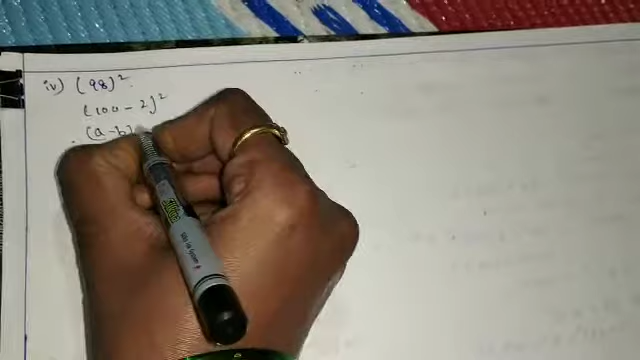 iv) (98)²
(100 - 2)²
(a-b)